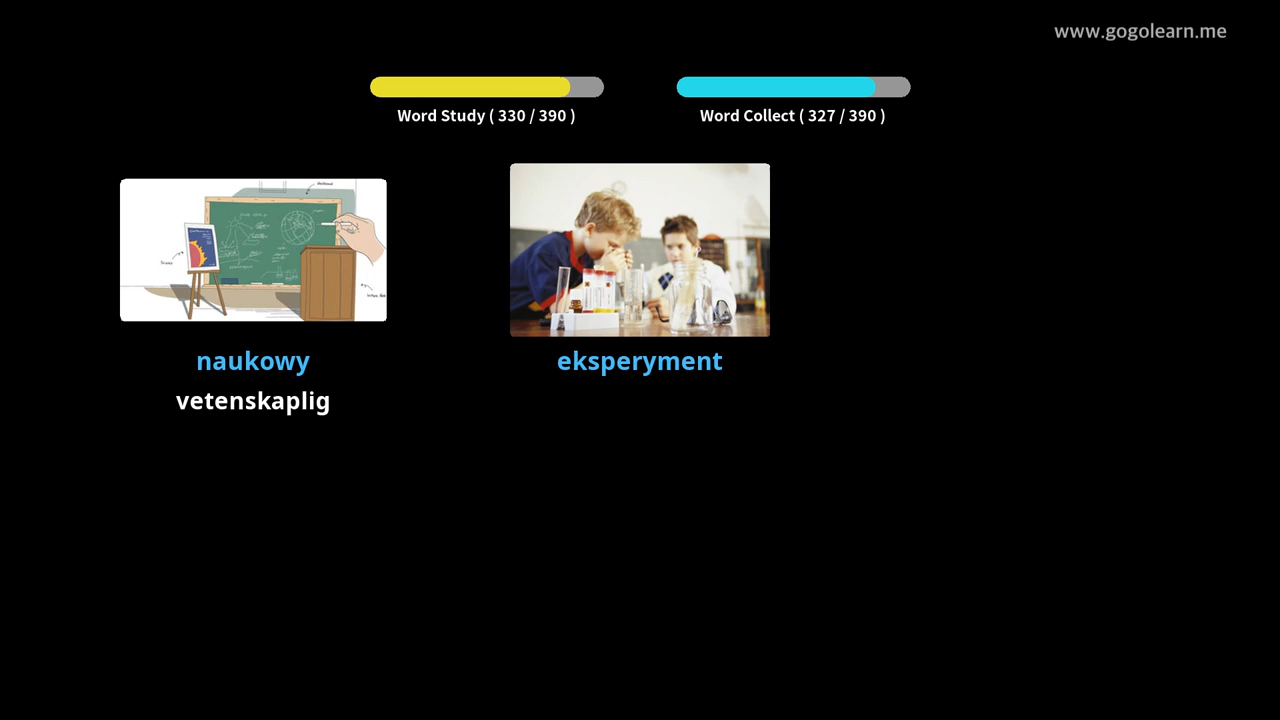 www.gogolearn.me
Word Study ( 330 / 390 )
Word Collect ( 327 / 390 )
naukowy
eksperyment
vetenskaplig